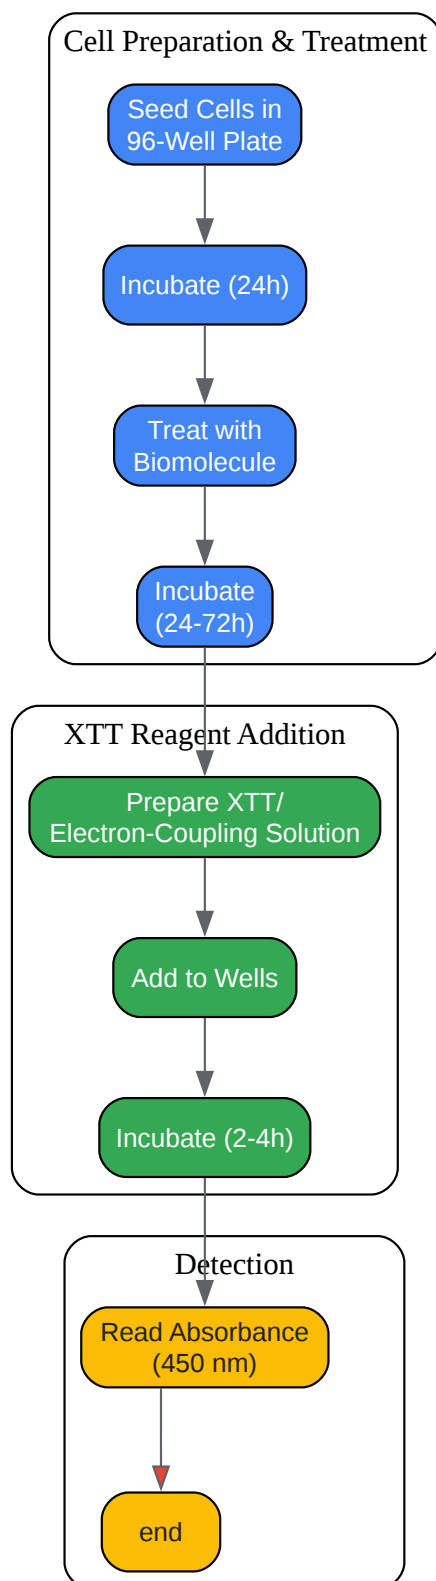 Cell Preparation & Treatment
Seed Cells in
96-Well Plate
Incubate (24h)
Treat with
Biomolecule
Incubate
(24-72h)
XTT Reagent Addition
Prepare XTT/
Electron-Coupling Solution
Add to Wells
Incubate (2-4h)
Detection
Read Absorbance
(450 nm)
end